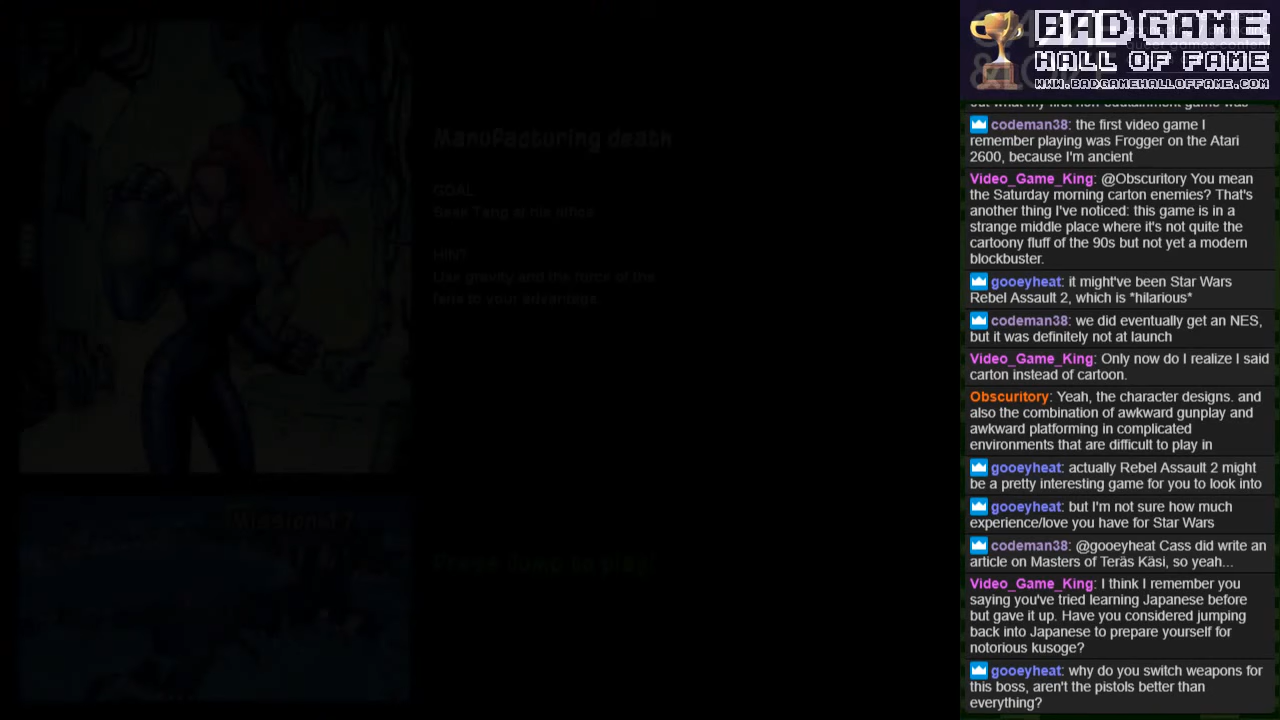 Manufacturing death
GOAL
HINT
Use gravity and the force of the
fans to your advantage
BAD GAME
HALL OF FAME
WWW.BADGAMEHALLOFFAME.COM
codeman38: the first video game I
remember playing was Frogger on the Atari
2600, because I'm ancient
Video_Game_King: @Obscuritory You mean
the Saturday morning carton enemies? That's
another thing I've noticed: this game is in a
strange middle place where it's not quite the
cartoony fluff of the 90s but not yet a modern
blockbuster.
gooeyheat: it might've been Star Wars
Rebel Assault 2, which is *hilarious*
codeman38: we did eventually get an NES,
but it was definitely not at launch
Video_Game_King: Only now do I realize I said
carton instead of cartoon.
Obscuritory: Yeah, the character designs. and
also the combination of awkward gunplay and
awkward platforming in complicated
environments that are difficult to play in
gooeyheat: actually Rebel Assault 2 might
be a pretty interesting game for you to look into
gooeyheat: but I'm not sure how much
experience/love you have for Star Wars
codeman38: @gooeyheat Cass did write an
article on Masters of Teräs Käsi, so yeah...
Video_Game_King: I think I remember you
saying you've tried learning Japanese before
but gave it up. Have you considered jumping
back into Japanese to prepare yourself for
notorious kusoge?
gooeyheat: why do you switch weapons for
this boss, aren't the pistols better than
everything?